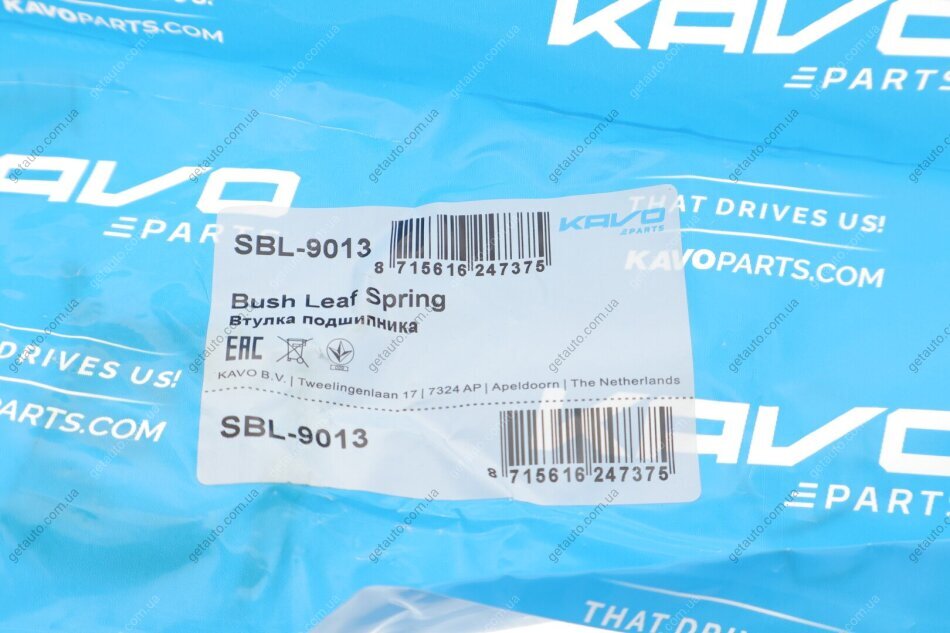 KAVOPARTS.COM
KAVO
PARTS
KAVO
PARTS
THAT DRIVES US!
KAVOPARTS.COM
SBL-9013
8 715616 247375
KAVO
PARTS
Bush Leaf Spring
Втулка подшипника
EAC
KAVO B.V. | Tweelingenlaan 17 | 7324 AP | Apeldoorn | The Netherlands
DRIVES US!
PARTS.COM
SBL-9013
8 715616 247375
KAVO
PARTS
THAT DRI
getauto.com.ua